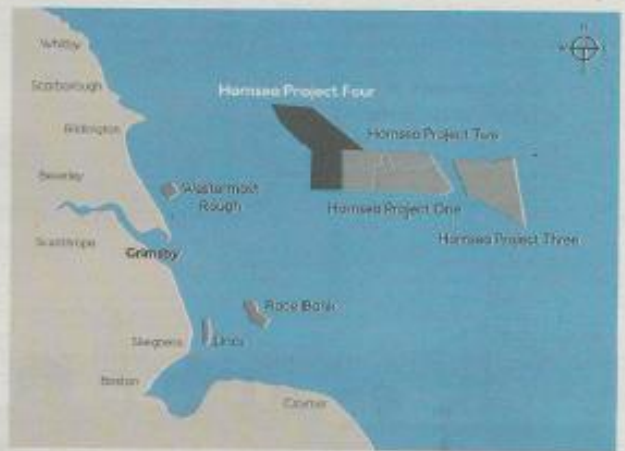 N
Whitby
Scarborough
Hornsea Project Four
Bridlington
Hornsea Project Two
Beverley
Westermost
Rough
Hornsea Project One
Scunthorpe
Hornsea Project Three
Grimsby
Race Bank
Skegness
Lincs
Boston
Cromer